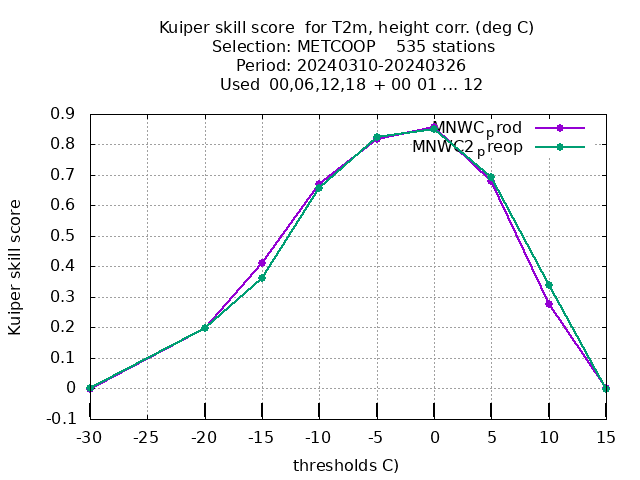 Kuiper skill score  for T2m, height corr. (deg C)
Selection: METCOOP    535 stations
Period: 20240310-20240326
Used  00,06,12,18  + 00 01 ... 12
0.9
0.8
0.7
0.6
0.5
0.4
0.3
0.2
0.1
0
-0.1
Kuiper skill score
MNWCprod
MNWC2preop
-30 -25 -20 -15 -10 -5 0 5 10 15
thresholds C)